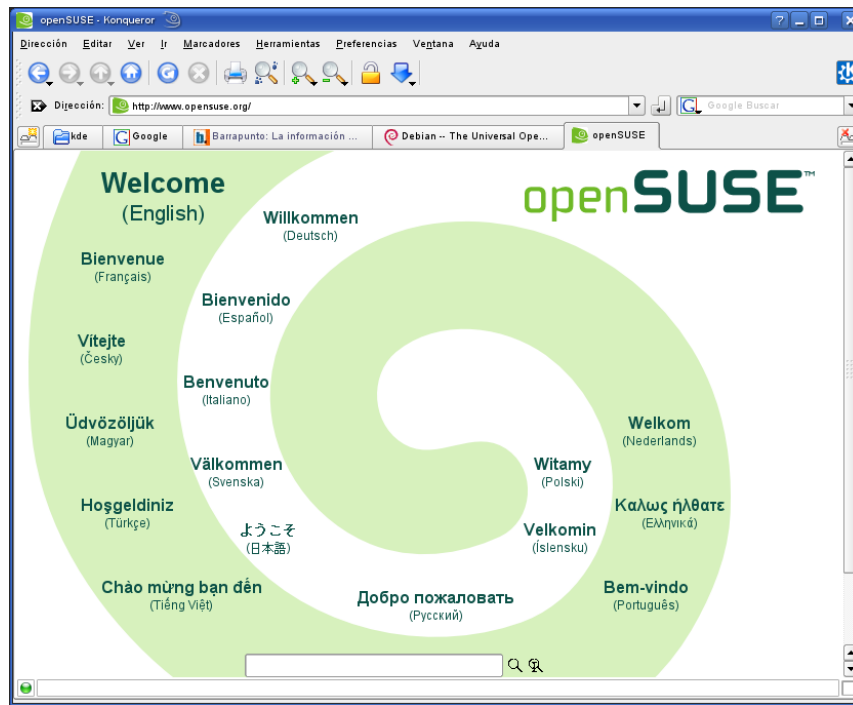 openSUSE - Konqueror
Dirección Editar Ver Ir Marcadores Herramientas Preferencias Ventana Ayuda
Dirección: http://www.opensuse.org/ Google Buscar
kde Google Barrapunto: La información ... Debian -- The Universal Ope... openSUSE
Welcome
(English)
openSUSE™
Willkommen
(Deutsch)
Bienvenue
(Français)
Bienvenido
(Español)
Vítejte
(Česky)
Benvenuto
(Italiano)
Üdvözöljük
(Magyar)
Welkom
(Nederlands)
Välkommen
(Svenska)
Witamy
(Polski)
Hoşgeldiniz
(Türkçe)
Καλως ήλθατε
(Ελληνικά)
ようこそ
(日本語)
Velkomin
(Íslensku)
Chào mừng bạn đến
(Tiếng Việt)
Добро пожаловать
(Русский)
Bem-vindo
(Português)